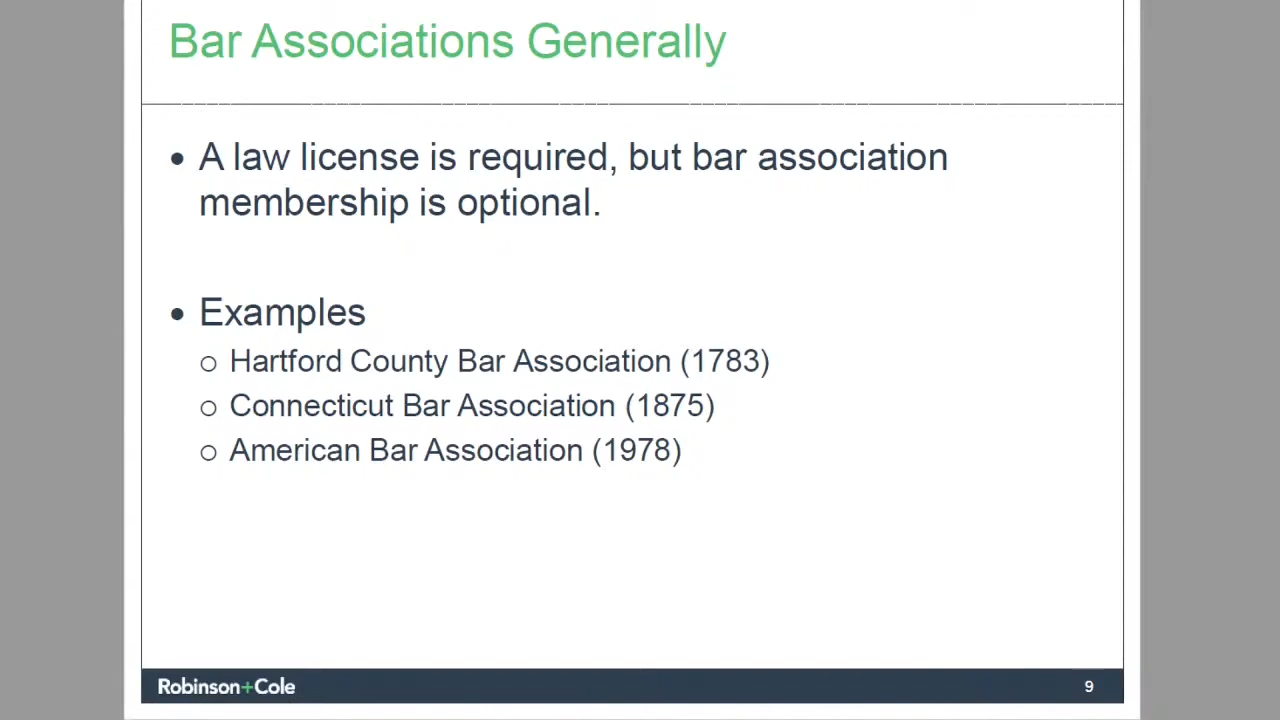 Bar Associations Generally
• A law license is required, but bar association
membership is optional.
• Examples
○ Hartford County Bar Association (1783)
○ Connecticut Bar Association (1875)
○ American Bar Association (1978)
Robinson+Cole
9